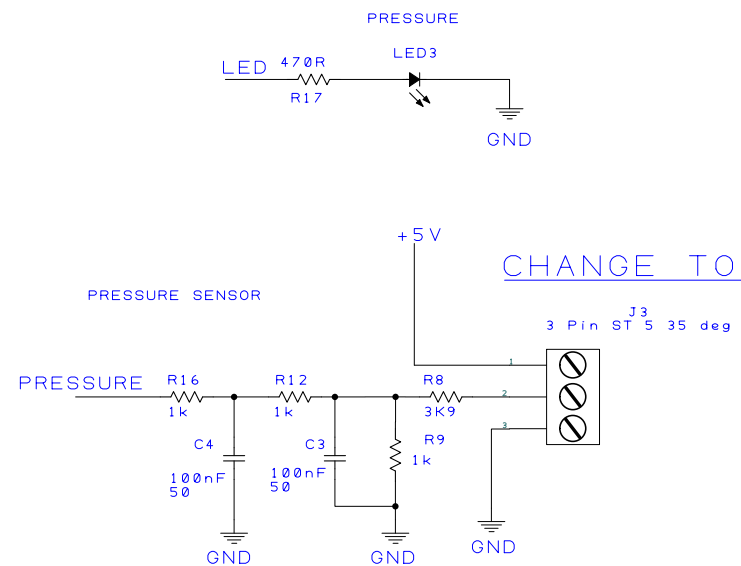 PRESSURE
LED3
LED
470R
R17
GND
+5V
CHANGE TO
PRESSURE SENSOR
J3
3 Pin ST 5 35 deg
1
PRESSURE
R16
1k
R12
1k
R8
3K9
2
3
C4
100nF
50
C3
100nF
50
R9
1k
GND
GND
GND